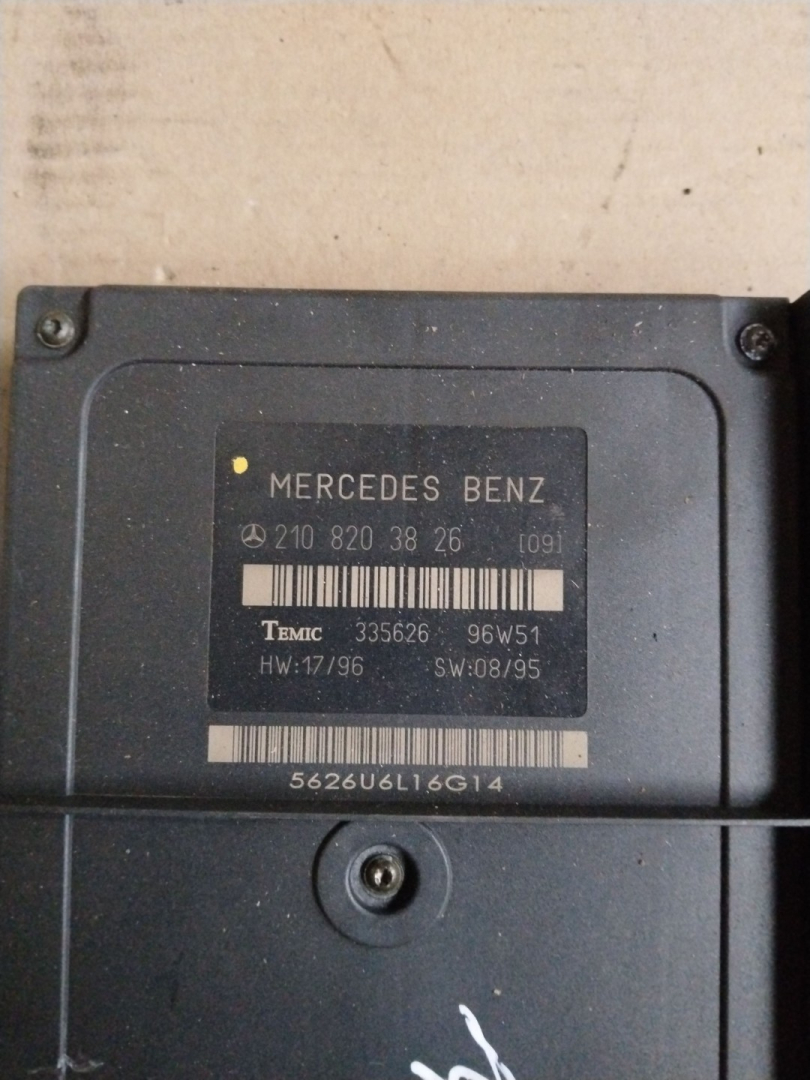 MERCEDES BENZ
210 820 38 26 [09]
TEMIC 335626 96W51
HW:17/96 SW:08/95
5626U6L16G14